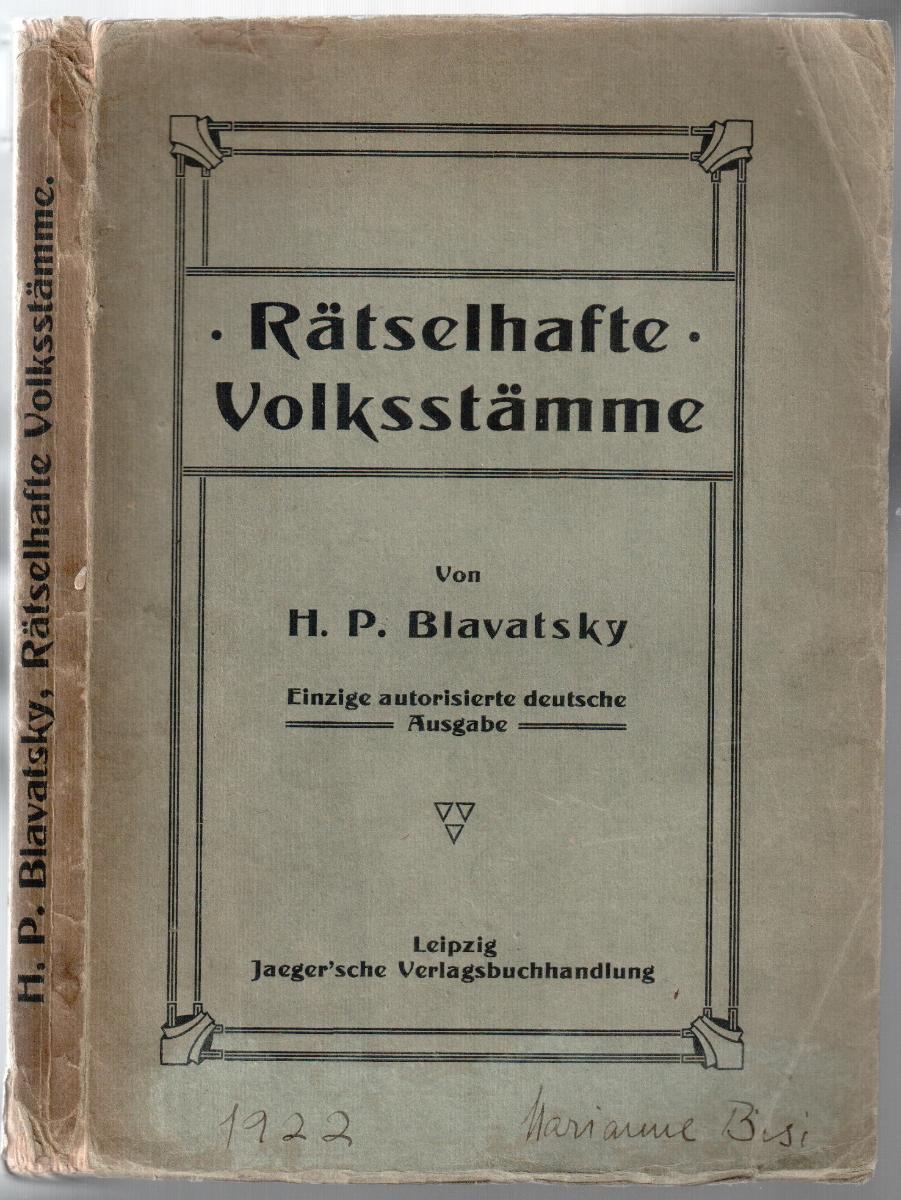 H. P. Blavatsky, Rätselhafte Volksstämme.
· Rätselhafte ·
Volksstämme
Von
H. P. Blavatsky
Einzige autorisierte deutsche
Ausgabe
Leipzig
Jaeger'sche Verlagsbuchhandlung
1922 Marianne Bisi